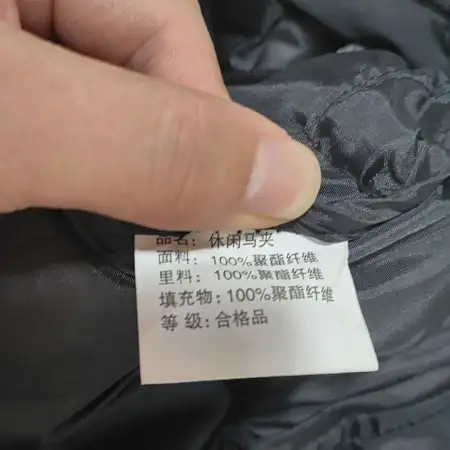 品名: 休闲马夹
面料: 100%聚酯纤维
里料: 100%聚酯纤维
填充物: 100%聚酯纤维
等 级: 合格品